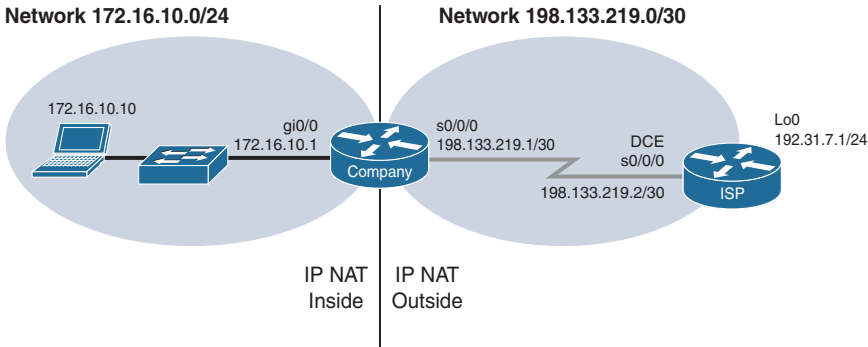 Network 172.16.10.0/24
Network 198.133.219.0/30
172.16.10.10
gi0/0
172.16.10.1
Company
s0/0/0
198.133.219.1/30
DCE
s0/0/0
198.133.219.2/30
Lo0
192.31.7.1/24
ISP
IP NAT
Inside
IP NAT
Outside